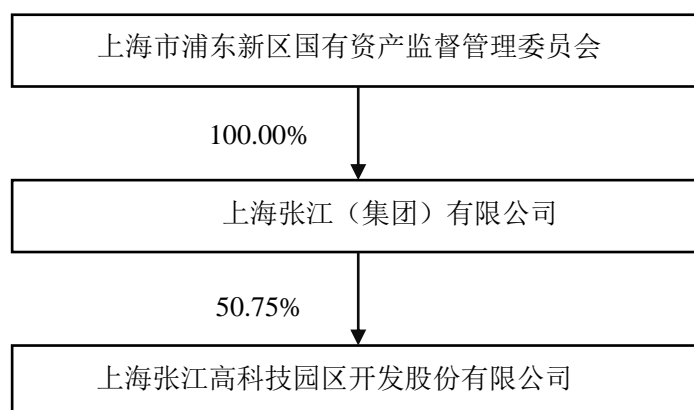 上海市浦东新区国有资产监督管理委员会
100.00%
上海张江（集团）有限公司
50.75%
上海张江高科技园区开发股份有限公司